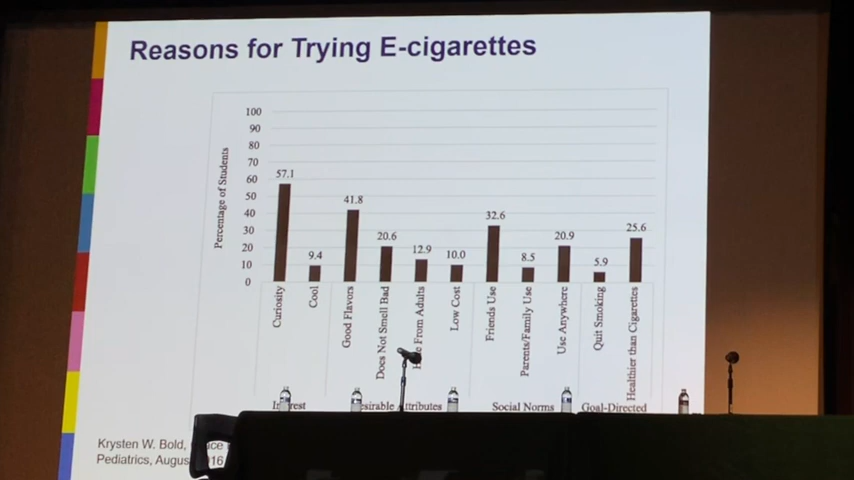 Reasons for Trying E-cigarettes
Percentage of Students
100
90
80
70
60
50
40
30
20
10
0
57.1
9.4
41.8
20.6
12.9
10.0
32.6
8.5
20.9
5.9
25.6
Curiosity
Cool
Good Flavors
Does Not Smell Bad
From Adults
Low Cost
Friends Use
Parents/Family Use
Use Anywhere
Quit Smoking
Healthier than Cigarettes
Social Norms
Goal-Directed
Krysten W. Bold,
Pediatrics,